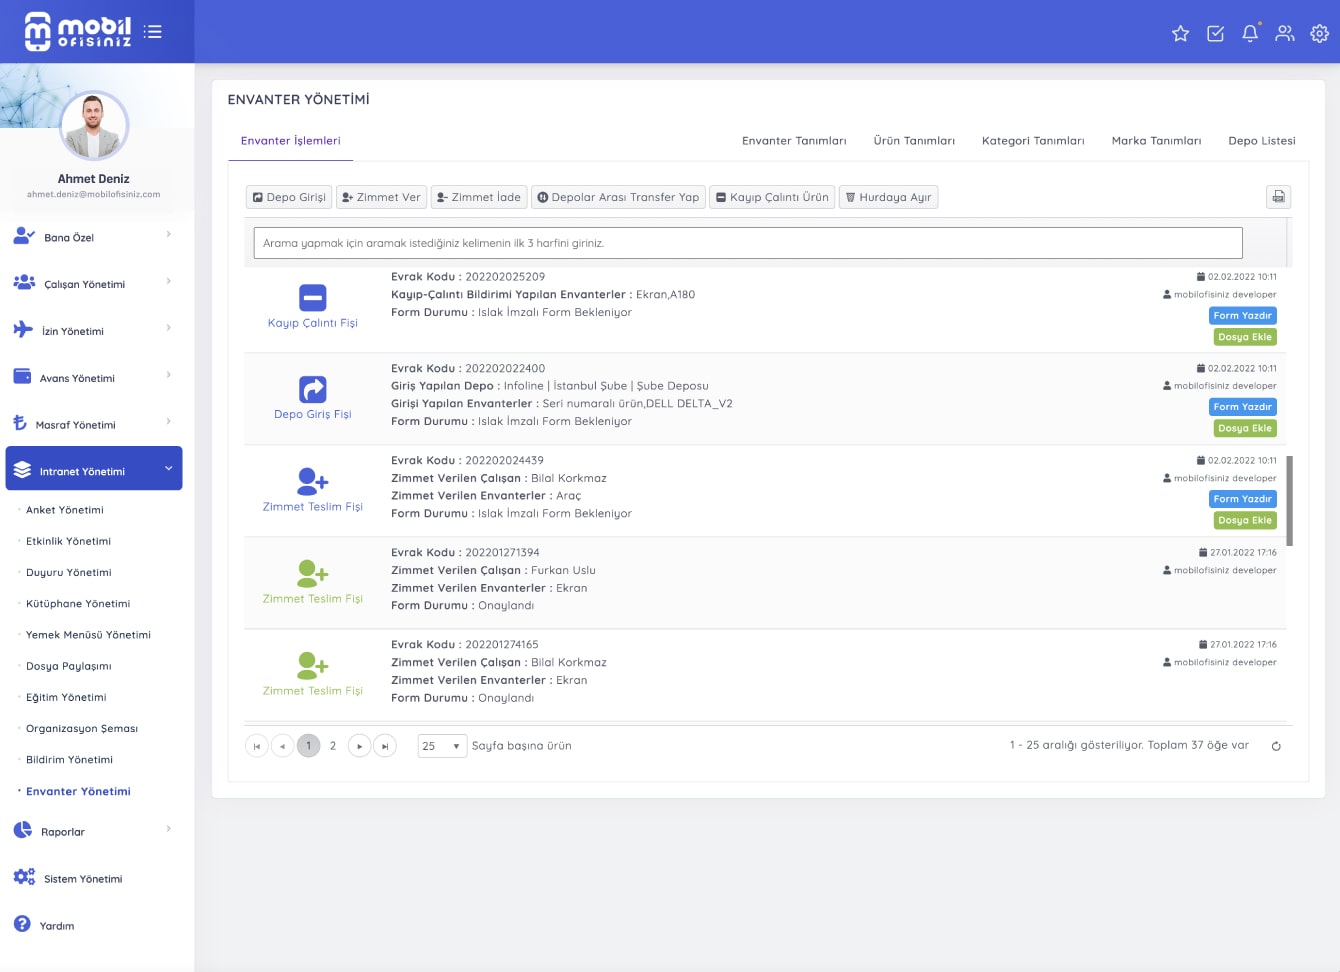 mobil
ofisiniz
Ahmet Deniz
ahmet.deniz@mobilofisiniz.com
Bana Özel
Çalışan Yönetimi
İzin Yönetimi
Avans Yönetimi
Masraf Yönetimi
Intranet Yönetimi
Anket Yönetimi
Etkinlik Yönetimi
Duyuru Yönetimi
Kütüphane Yönetimi
Yemek Menüsü Yönetimi
Dosya Paylaşımı
Eğitim Yönetimi
Organizasyon Şeması
Bildirim Yönetimi
Envanter Yönetimi
Raporlar
Sistem Yönetimi
Yardım
ENVANTER YÖNETİMİ
Envanter İşlemleri Envanter Tanımları Ürün Tanımları Kategori Tanımları Marka Tanımları Depo Listesi
Depo Girişi Zimmet Ver Zimmet İade Depolar Arası Transfer Yap Kayıp Çalıntı Ürün Hurdaya Ayır
Arama yapmak için aramak istediğiniz kelimenin ilk 3 harfini giriniz.
Kayıp Çalıntı Fişi
Evrak Kodu : 202202025209
Kayıp-Çalıntı Bildirimi Yapılan Envanterler : Ekran,A180
Form Durumu : Islak İmzalı Form Bekleniyor
02.02.2022 10:11
mobilofisiniz developer
Form Yazdır
Dosya Ekle
Depo Giriş Fişi
Evrak Kodu : 202202022400
Giriş Yapılan Depo : Infoline | İstanbul Şube | Şube Deposu
Girişi Yapılan Envanterler : Seri numaralı ürün,DELL DELTA_V2
Form Durumu : Islak İmzalı Form Bekleniyor
02.02.2022 10:11
mobilofisiniz developer
Form Yazdır
Dosya Ekle
Zimmet Teslim Fişi
Evrak Kodu : 202202024439
Zimmet Verilen Çalışan : Bilal Korkmaz
Zimmet Verilen Envanterler : Araç
Form Durumu : Islak İmzalı Form Bekleniyor
02.02.2022 10:11
mobilofisiniz developer
Form Yazdır
Dosya Ekle
Zimmet Teslim Fişi
Evrak Kodu : 202201271394
Zimmet Verilen Çalışan : Furkan Uslu
Zimmet Verilen Envanterler : Ekran
Form Durumu : Onaylandı
27.01.2022 17:16
mobilofisiniz developer
Zimmet Teslim Fişi
Evrak Kodu : 202201274165
Zimmet Verilen Çalışan : Bilal Korkmaz
Zimmet Verilen Envanterler : Ekran
Form Durumu : Onaylandı
27.01.2022 17:16
mobilofisiniz developer
1 2 25 Sayfa başına ürün 1 - 25 aralığı gösteriliyor. Toplam 37 öğe var